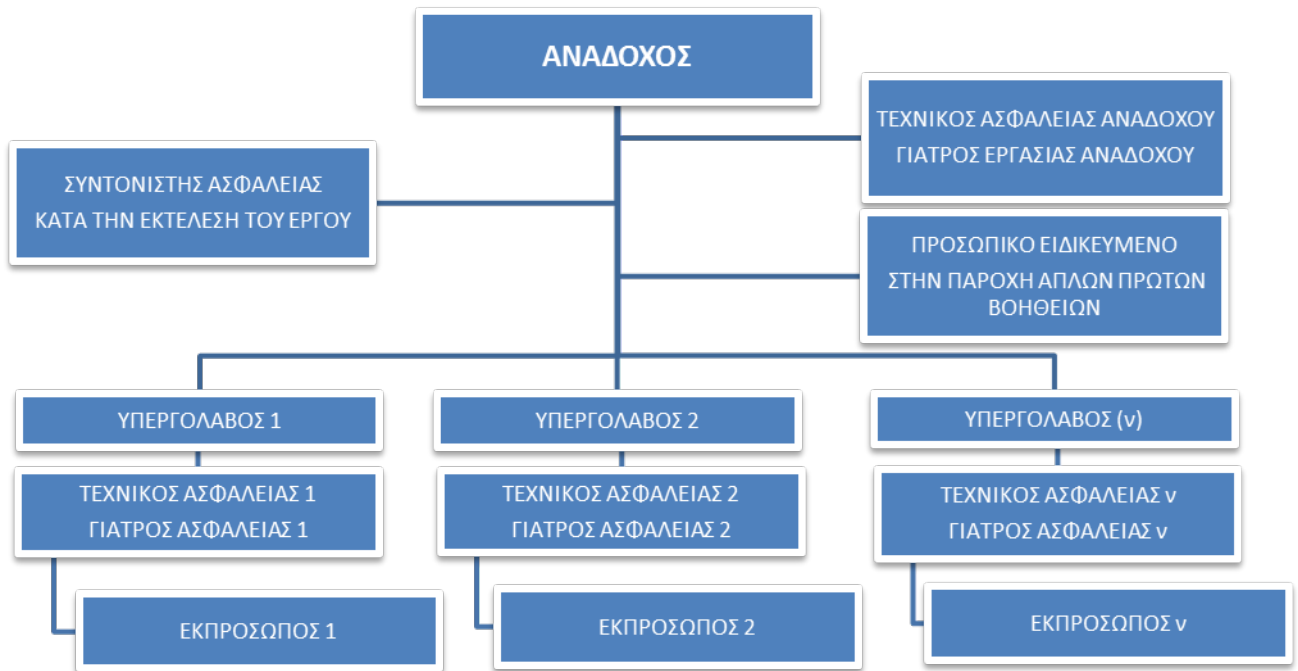 ΑΝΑΔΟΧΟΣ
ΤΕΧΝΙΚΟΣ ΑΣΦΑΛΕΙΑΣ ΑΝΑΔΟΧΟΥ
ΓΙΑΤΡΟΣ ΕΡΓΑΣΙΑΣ ΑΝΑΔΟΧΟΥ
ΣΥΝΤΟΝΙΣΤΗΣ ΑΣΦΑΛΕΙΑΣ
ΚΑΤΑ ΤΗΝ ΕΚΤΕΛΕΣΗ ΤΟΥ ΕΡΓΟΥ
ΠΡΟΣΩΠΙΚΟ ΕΙΔΙΚΕΥΜΕΝΟ
ΣΤΗΝ ΠΑΡΟΧΗ ΑΠΛΩΝ ΠΡΩΤΩΝ
ΒΟΗΘΕΙΩΝ
ΥΠΕΡΓΟΛΑΒΟΣ 1
ΥΠΕΡΓΟΛΑΒΟΣ 2
ΥΠΕΡΓΟΛΑΒΟΣ (ν)
ΤΕΧΝΙΚΟΣ ΑΣΦΑΛΕΙΑΣ 1
ΓΙΑΤΡΟΣ ΑΣΦΑΛΕΙΑΣ 1
ΤΕΧΝΙΚΟΣ ΑΣΦΑΛΕΙΑΣ 2
ΓΙΑΤΡΟΣ ΑΣΦΑΛΕΙΑΣ 2
ΤΕΧΝΙΚΟΣ ΑΣΦΑΛΕΙΑΣ ν
ΓΙΑΤΡΟΣ ΑΣΦΑΛΕΙΑΣ ν
ΕΚΠΡΟΣΩΠΟΣ 1
ΕΚΠΡΟΣΩΠΟΣ 2
ΕΚΠΡΟΣΩΠΟΣ ν